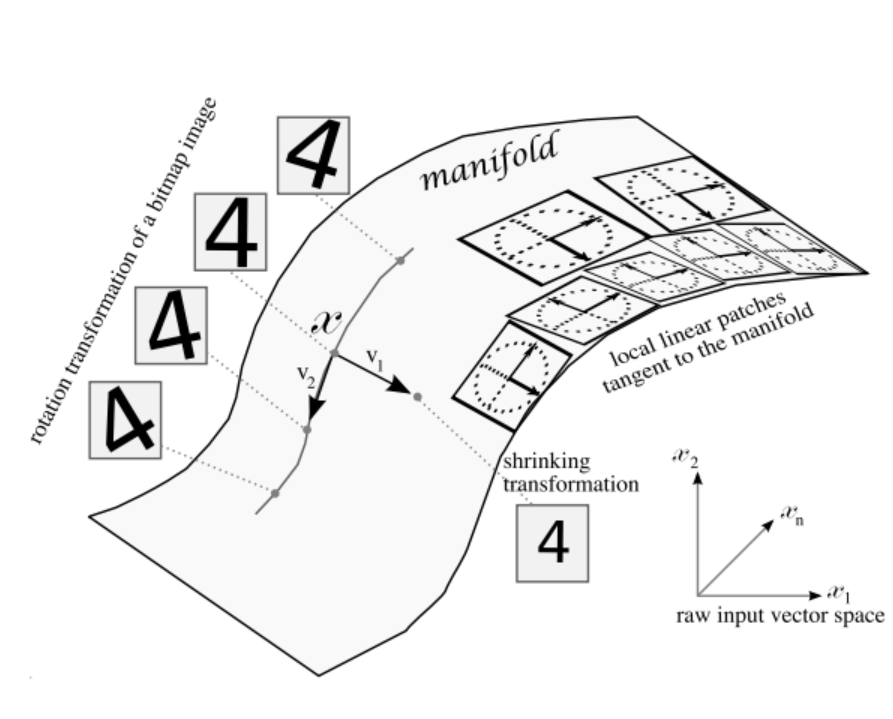 rotation transformation of a bitmap image
4
4
4
4
manifold
x
v1
v2
local linear patches
tangent to the manifold
shrinking
transformation
4
x2
xn
x1
raw input vector space